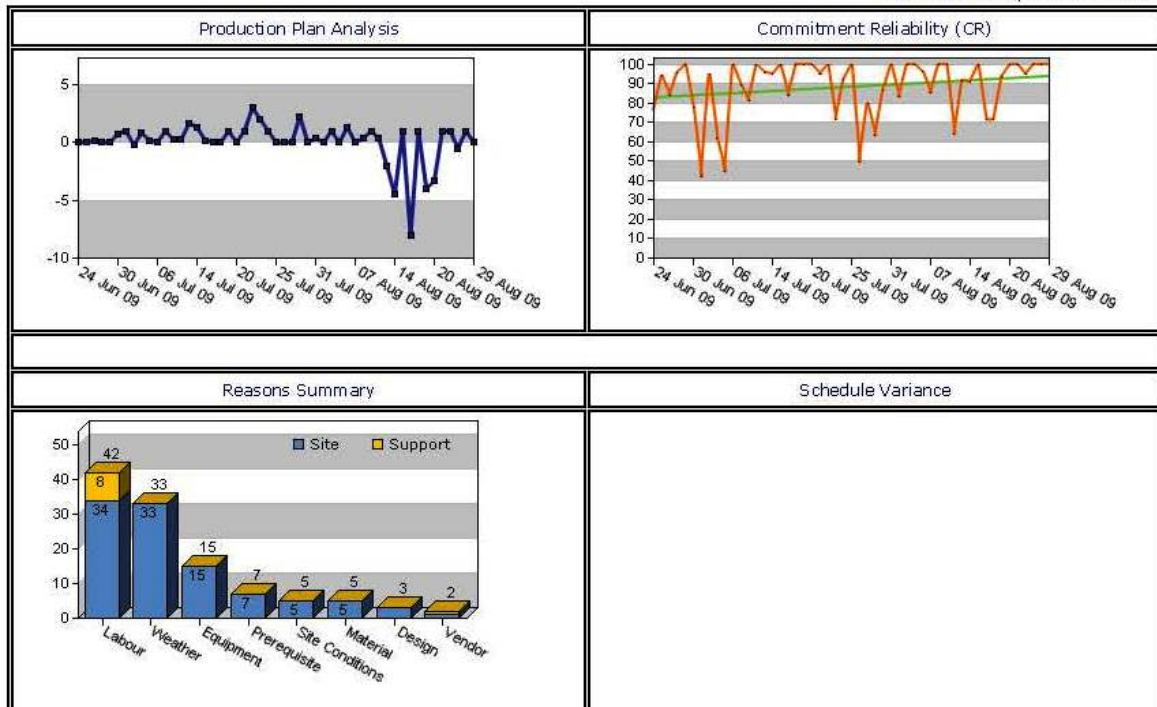 Production Plan Analysis
Commitment Reliability (CR)
5
0
-5
-10
24 Jun 09
30 Jun 09
06 Jul 09
14 Jul 09
20 Jul 09
25 Jul 09
31 Jul 09
07 Aug 09
14 Aug 09
20 Aug 09
29 Aug 09
100
90
80
70
60
50
40
30
20
10
0
24 Jun 09
30 Jun 09
06 Jul 09
14 Jul 09
20 Jul 09
25 Jul 09
31 Jul 09
07 Aug 09
14 Aug 09
20 Aug 09
29 Aug 09
Reasons Summary
Schedule Variance
Site Support
50
40
30
20
10
0
42
8
34
33
33
15
15
7
7
5
5
5
5
3
2
Labour
Weather
Equipment
Prerequisite
Site Conditions
Material
Design
Vendor